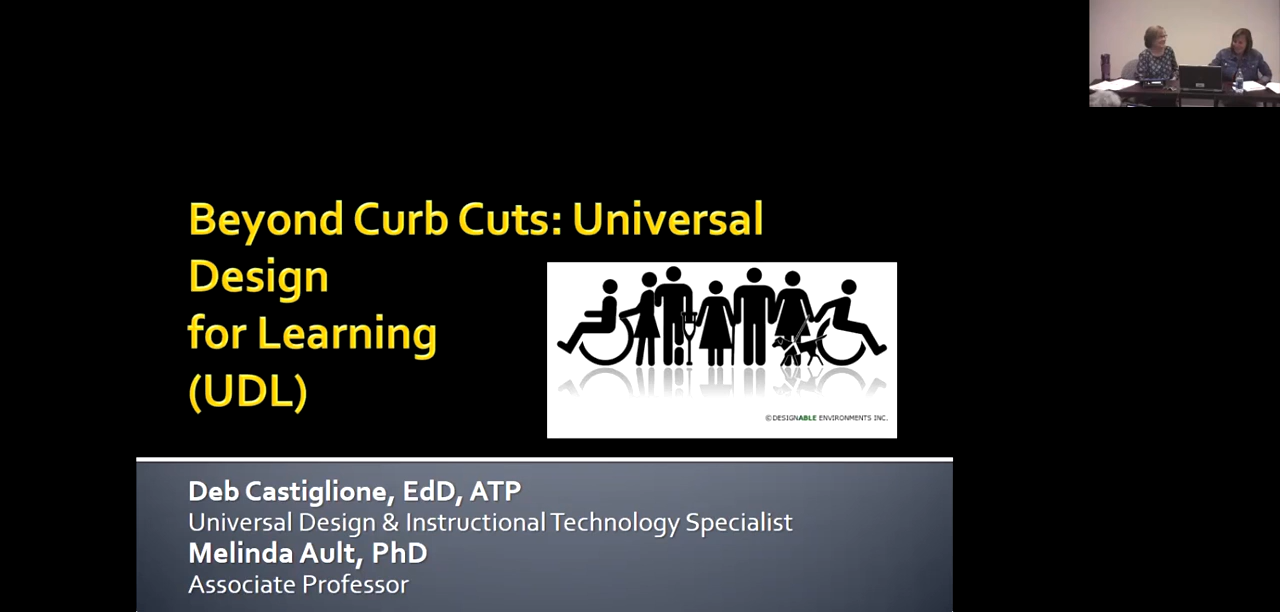 Beyond Curb Cuts: Universal
Design
for Learning
(UDL)
©DESIGNABLE ENVIRONMENTS INC.
Deb Castiglione, EdD, ATP
Universal Design & Instructional Technology Specialist
Melinda Ault, PhD
Associate Professor